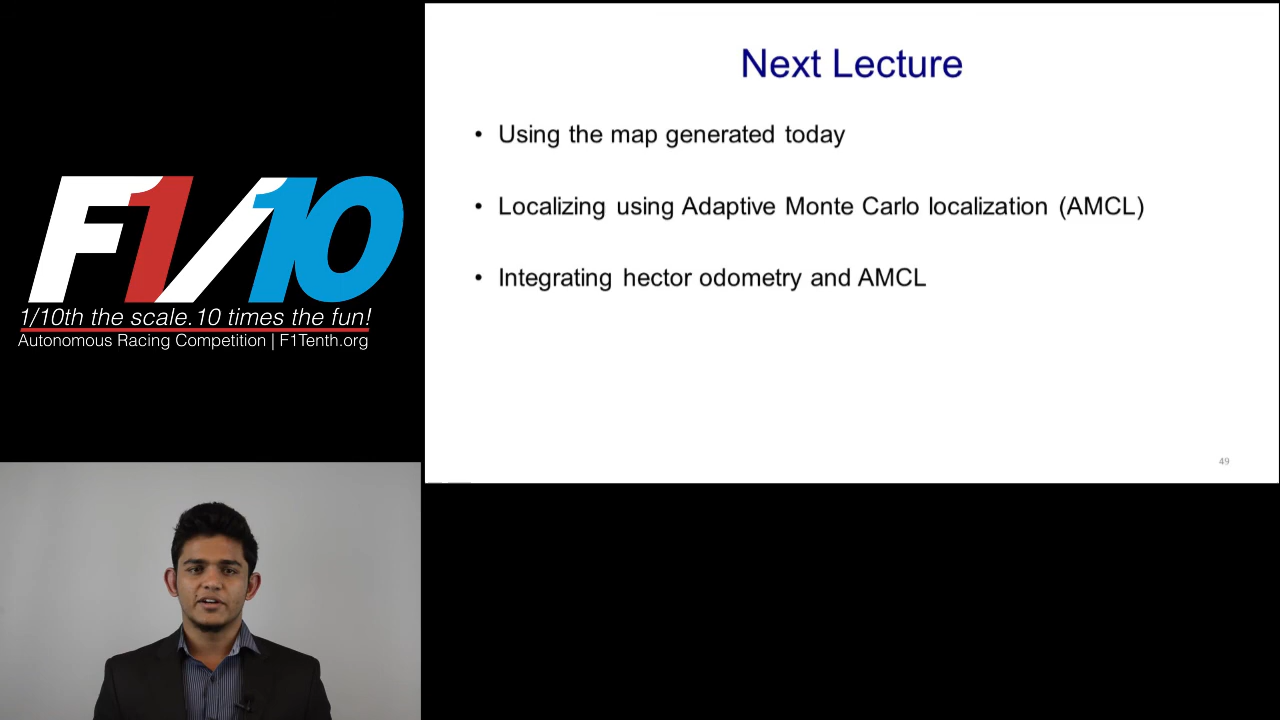 F1/10
1/10th the scale. 10 times the fun!
Autonomous Racing Competition | F1Tenth.org
Next Lecture
• Using the map generated today
• Localizing using Adaptive Monte Carlo localization (AMCL)
• Integrating hector odometry and AMCL
49